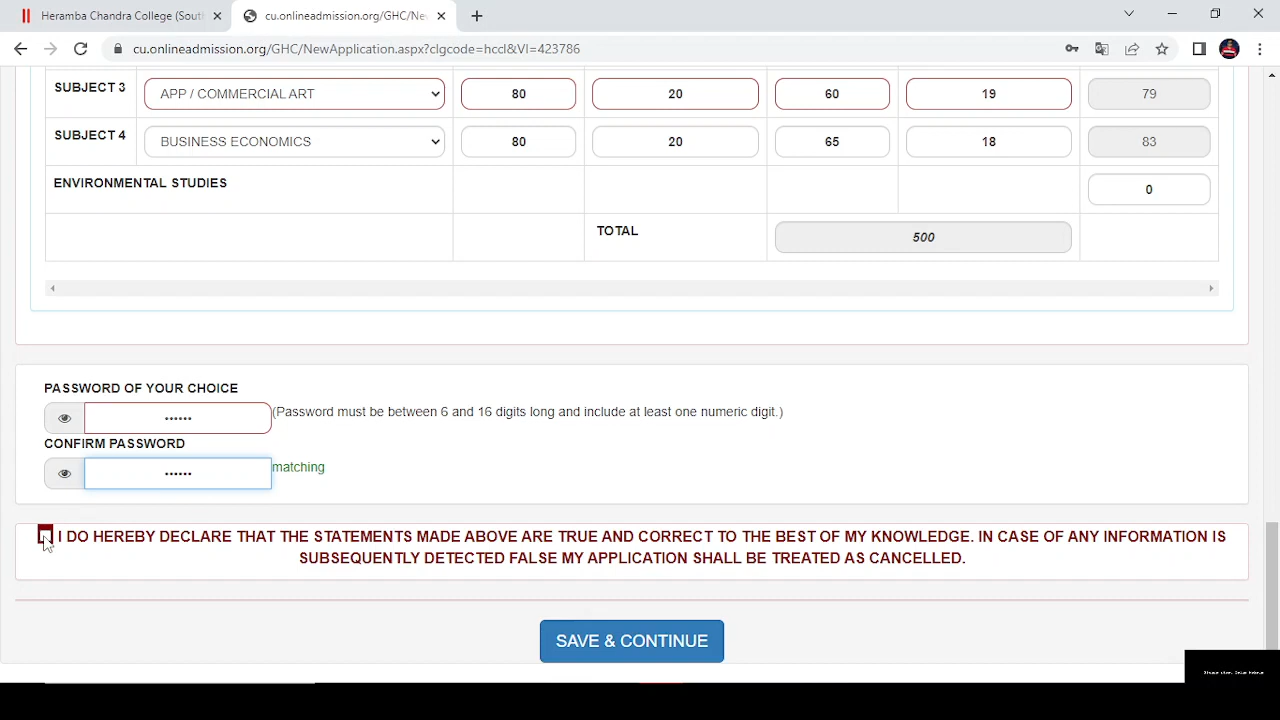 Heramba Chandra College (South
cu.onlineadmission.org/GHC/Ne
cu.onlineadmission.org/GHC/NewApplication.aspx?clgcode=hccl&VI=423786
SUBJECT 3 APP / COMMERCIAL ART 80 20 60 19 79
SUBJECT 4 BUSINESS ECONOMICS 80 20 65 18 83
ENVIRONMENTAL STUDIES 0
TOTAL 500
PASSWORD OF YOUR CHOICE
•••••• (Password must be between 6 and 16 digits long and include at least one numeric digit.)
CONFIRM PASSWORD
•••••• matching
I DO HEREBY DECLARE THAT THE STATEMENTS MADE ABOVE ARE TRUE AND CORRECT TO THE BEST OF MY KNOWLEDGE. IN CASE OF ANY INFORMATION IS
SUBSEQUENTLY DETECTED FALSE MY APPLICATION SHALL BE TREATED AS CANCELLED.
SAVE & CONTINUE